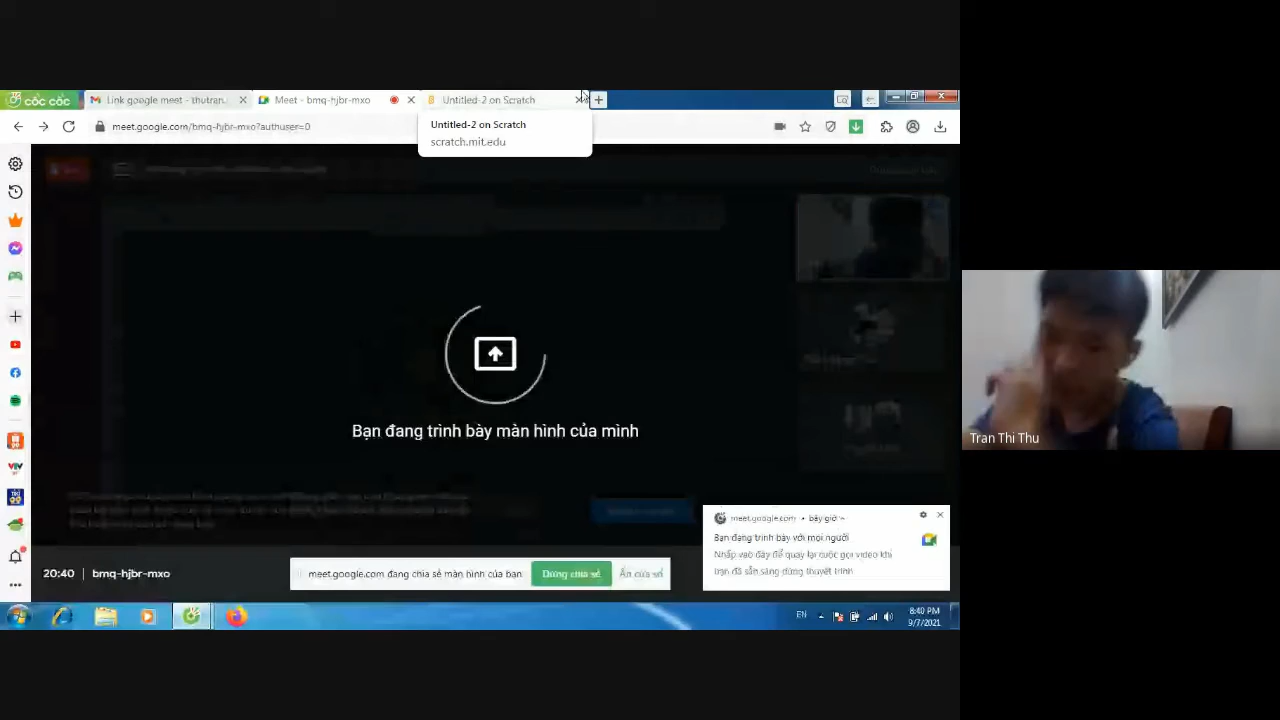 cốc cốc
Link google meet - thutran
Meet - bmq-hjbr-mxo
Untitled-2 on Scratch
meet.google.com/bmq-hjbr-mxo?authuser=0
Untitled-2 on Scratch
scratch.mit.edu
Bạn đang trình bày màn hình của mình
Tran Thi Thu
meet.google.com • bây giờ
Bạn đang trình bày với mọi người
Nhấp vào đây để quay lại cuộc gọi video khi
bạn đã sẵn sàng dừng thuyết trình
20:40 | bmq-hjbr-mxo
meet.google.com đang chia sẻ màn hình của bạn
Dừng chia sẻ
Ẩn cửa sổ
EN
8:40 PM
9/7/2021